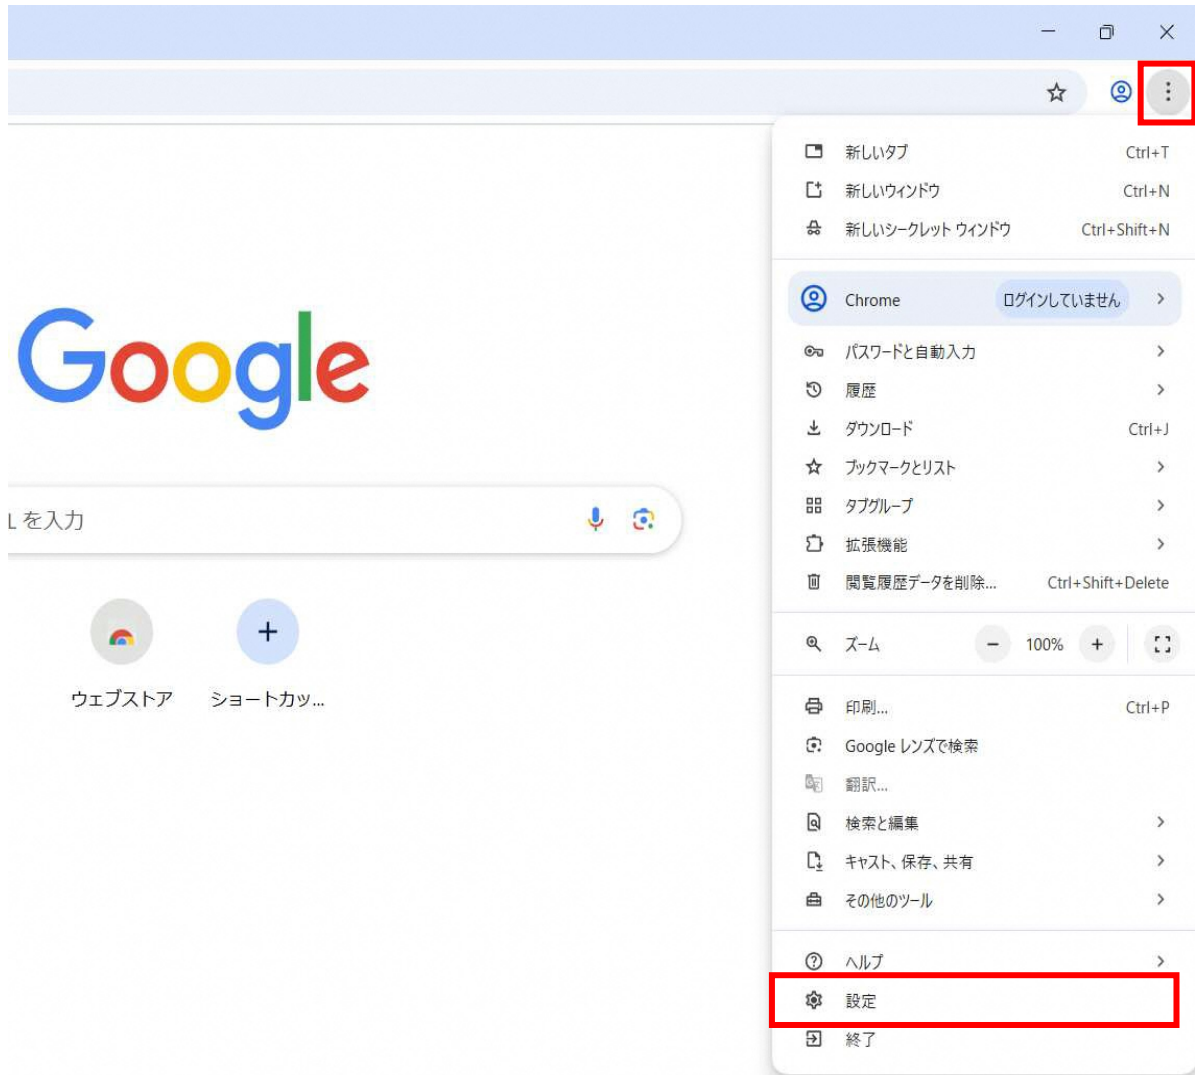 新しいタブ Ctrl+T
新しいウィンドウ Ctrl+N
新しいシークレット ウィンドウ Ctrl+Shift+N
Chrome ログインしていません
Google
パスワードと自動入力
履歴
ダウンロード Ctrl+J
ブックマークとリスト
タブグループ
L を入力
拡張機能
閲覧履歴データを削除... Ctrl+Shift+Delete
ズーム − 100% +
ウェブストア ショートカッ...
印刷... Ctrl+P
Google レンズで検索
翻訳...
検索と編集
キャスト、保存、共有
その他のツール
ヘルプ
設定
終了